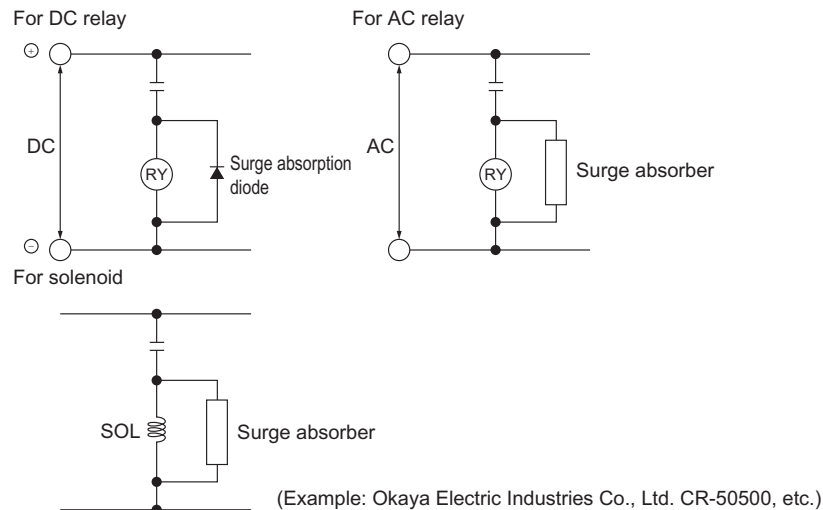 For DC relay
For AC relay
+
DC
RY
Surge absorption
diode
−
AC
RY
Surge absorber
For solenoid
SOL
Surge absorber
(Example: Okaya Electric Industries Co., Ltd. CR-50500, etc.)